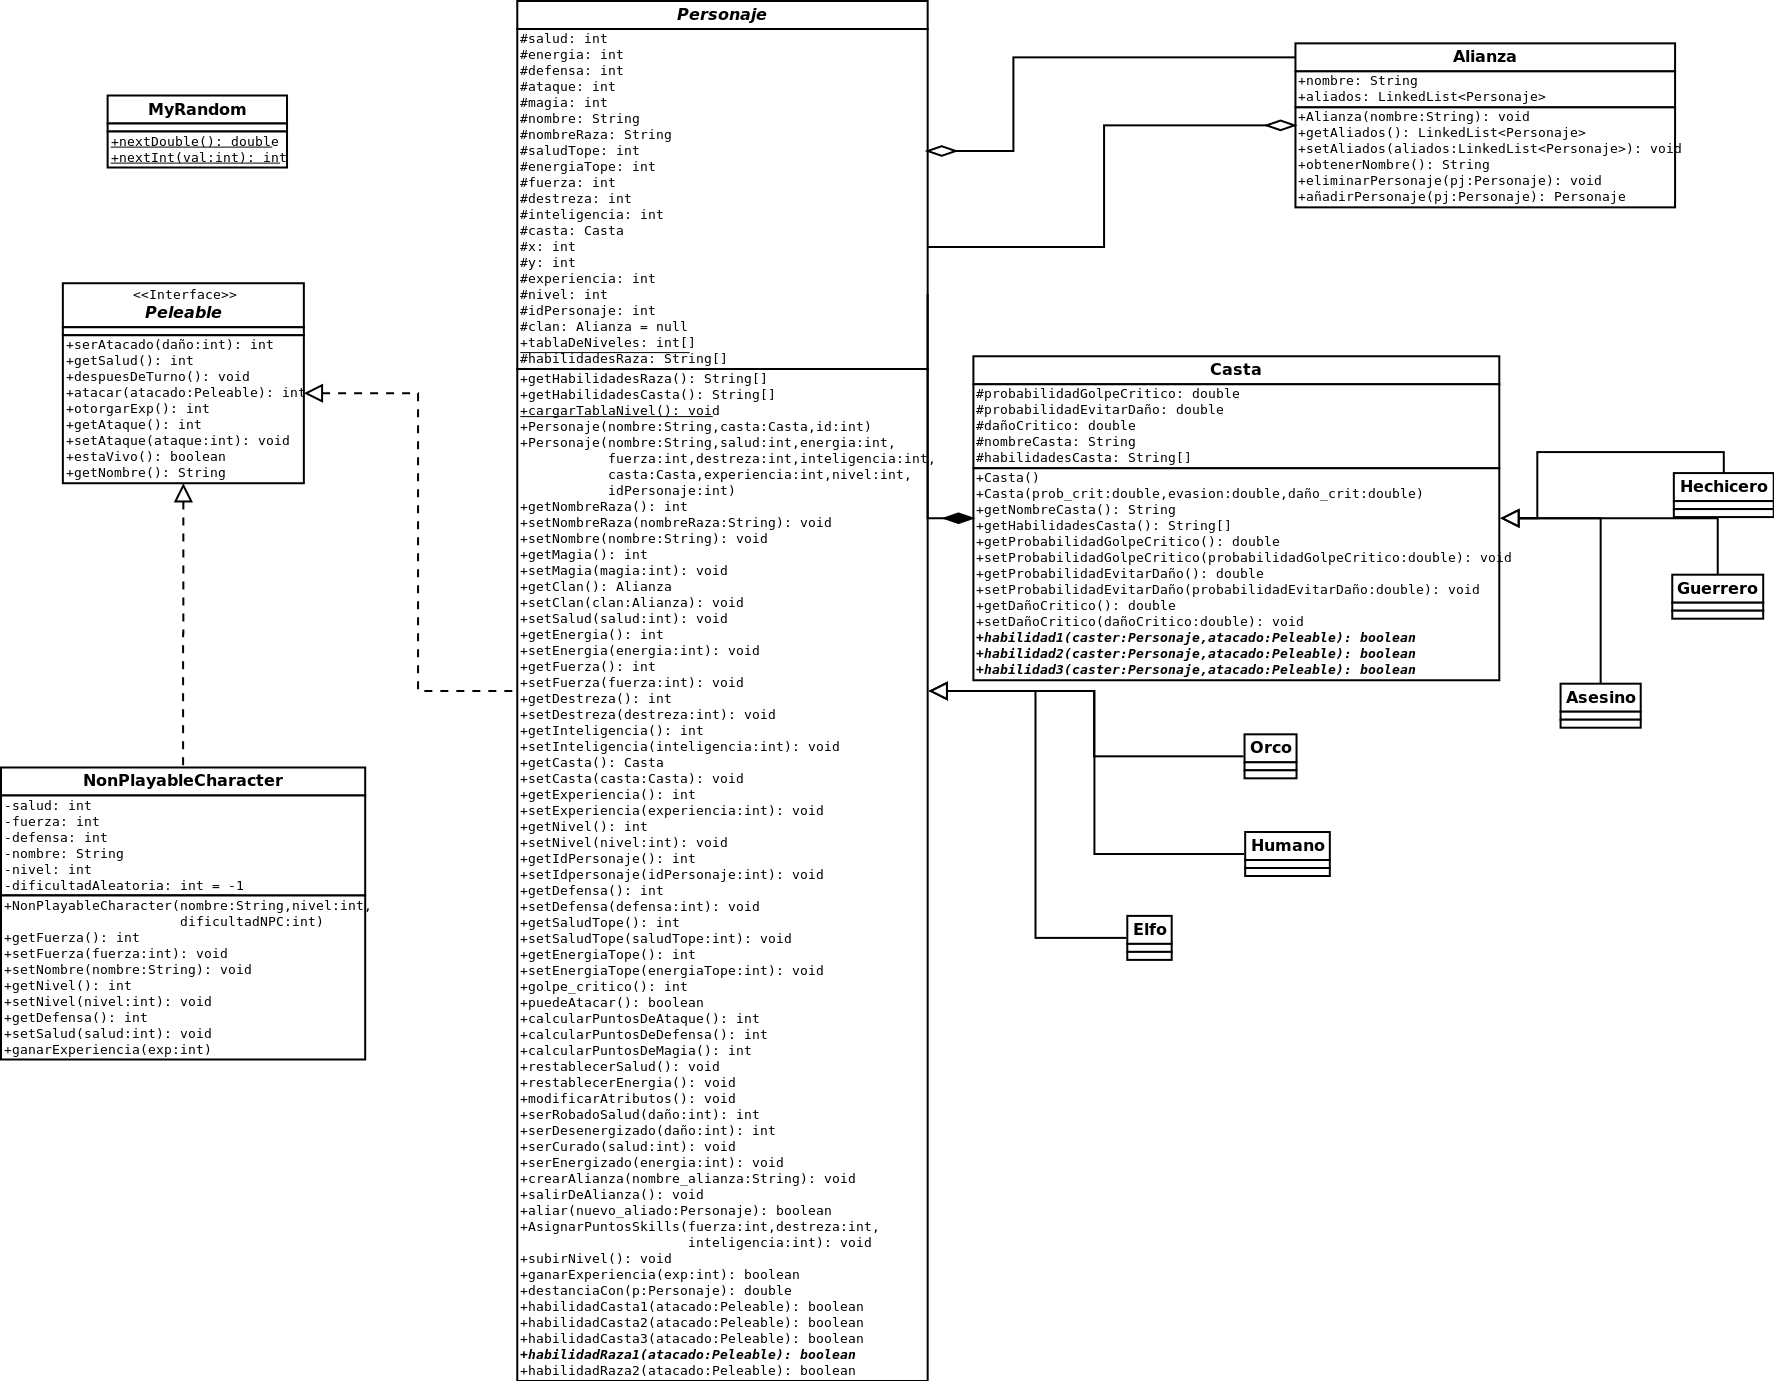 MyRandom
+nextDouble(): double
+nextInt(val:int): int
<<Interface>>
Peleable
+serAtacado(daño:int): int
+getSalud(): int
+despuesDeTurno(): void
+atacar(atacado:Peleable): int
+otorgarExp(): int
+getAtaque(): int
+setAtaque(ataque:int): void
+estaVivo(): boolean
+getNombre(): String
NonPlayableCharacter
-salud: int
-fuerza: int
-defensa: int
-nombre: String
-nivel: int
-dificultadAleatoria: int = -1
+NonPlayableCharacter(nombre:String,nivel:int,
dificultadNPC:int)
+getFuerza(): int
+setFuerza(fuerza:int): void
+setNombre(nombre:String): void
+getNivel(): int
+setNivel(nivel:int): void
+getDefensa(): int
+setSalud(salud:int): void
+ganarExperiencia(exp:int)
Personaje
#salud: int
#energia: int
#defensa: int
#ataque: int
#magia: int
#nombre: String
#nombreRaza: String
#saludTope: int
#energiaTope: int
#fuerza: int
#destreza: int
#inteligencia: int
#casta: Casta
#x: int
#y: int
#experiencia: int
#nivel: int
#idPersonaje: int
#clan: Alianza = null
+tablaDeNiveles: int[]
#habilidadesRaza: String[]
+getHabilidadesRaza(): String[]
+getHabilidadesCasta(): String[]
+cargarTablaNivel(): void
+Personaje(nombre:String,casta:Casta,id:int)
+Personaje(nombre:String,salud:int,energia:int,
fuerza:int,destreza:int,inteligencia:int,
casta:Casta,experiencia:int,nivel:int,
idPersonaje:int)
+getNombreRaza(): int
+setNombreRaza(nombreRaza:String): void
+setNombre(nombre:String): void
+getMagia(): int
+setMagia(magia:int): void
+getClan(): Alianza
+setClan(clan:Alianza): void
+setSalud(salud:int): void
+getEnergia(): int
+setEnergia(energia:int): void
+getFuerza(): int
+setFuerza(fuerza:int): void
+getDestreza(): int
+setDestreza(destreza:int): void
+getInteligencia(): int
+setInteligencia(inteligencia:int): void
+getCasta(): Casta
+setCasta(casta:Casta): void
+getExperiencia(): int
+setExperiencia(experiencia:int): void
+getNivel(): int
+setNivel(nivel:int): void
+getIdPersonaje(): int
+setIdpersonaje(idPersonaje:int): void
+getDefensa(): int
+setDefensa(defensa:int): void
+getSaludTope(): int
+setSaludTope(saludTope:int): void
+getEnergiaTope(): int
+setEnergiaTope(energiaTope:int): void
+golpe_critico(): int
+puedeAtacar(): boolean
+calcularPuntosDeAtaque(): int
+calcularPuntosDeDefensa(): int
+calcularPuntosDeMagia(): int
+restablecerSalud(): void
+restablecerEnergia(): void
+modificarAtributos(): void
+serRobadoSalud(daño:int): int
+serDesenergizado(daño:int): int
+serCurado(salud:int): void
+serEnergizado(energia:int): void
+crearAlianza(nombre_alianza:String): void
+salirDeAlianza(): void
+aliar(nuevo_aliado:Personaje): boolean
+AsignarPuntosSkills(fuerza:int,destreza:int,
inteligencia:int): void
+subirNivel(): void
+ganarExperiencia(exp:int): boolean
+destanciaCon(p:Personaje): double
+habilidadCasta1(atacado:Peleable): boolean
+habilidadCasta2(atacado:Peleable): boolean
+habilidadCasta3(atacado:Peleable): boolean
+habilidadRaza1(atacado:Peleable): boolean
+habilidadRaza2(atacado:Peleable): boolean
Alianza
+nombre: String
+aliados: LinkedList<Personaje>
+Alianza(nombre:String): void
+getAliados(): LinkedList<Personaje>
+setAliados(aliados:LinkedList<Personaje>): void
+obtenerNombre(): String
+eliminarPersonaje(pj:Personaje): void
+añadirPersonaje(pj:Personaje): Personaje
Casta
#probabilidadGolpeCritico: double
#probabilidadEvitarDaño: double
#dañoCritico: double
#nombreCasta: String
#habilidadesCasta: String[]
+Casta()
+Casta(prob_crit:double,evasion:double,daño_crit:double)
+getNombreCasta(): String
+getHabilidadesCasta(): String[]
+getProbabilidadGolpeCritico(): double
+setProbabilidadGolpeCritico(probabilidadGolpeCritico:double): void
+getProbabilidadEvitarDaño(): double
+setProbabilidadEvitarDaño(probabilidadEvitarDaño:double): void
+getDañoCritico(): double
+setDañoCritico(dañoCritico:double): void
+habilidad1(caster:Personaje,atacado:Peleable): boolean
+habilidad2(caster:Personaje,atacado:Peleable): boolean
+habilidad3(caster:Personaje,atacado:Peleable): boolean
Hechicero
Guerrero
Asesino
Orco
Humano
Elfo